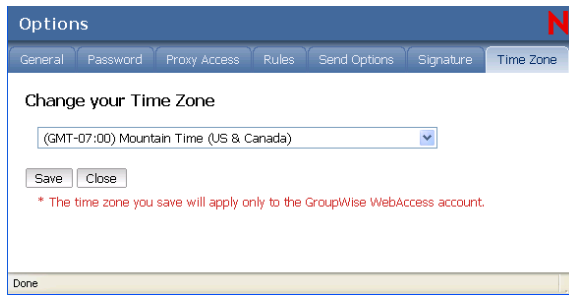 Options
N
General Password Proxy Access Rules Send Options Signature Time Zone
Change your Time Zone
(GMT-07:00) Mountain Time (US & Canada)
Save Close
* The time zone you save will apply only to the GroupWise WebAccess account.
Done